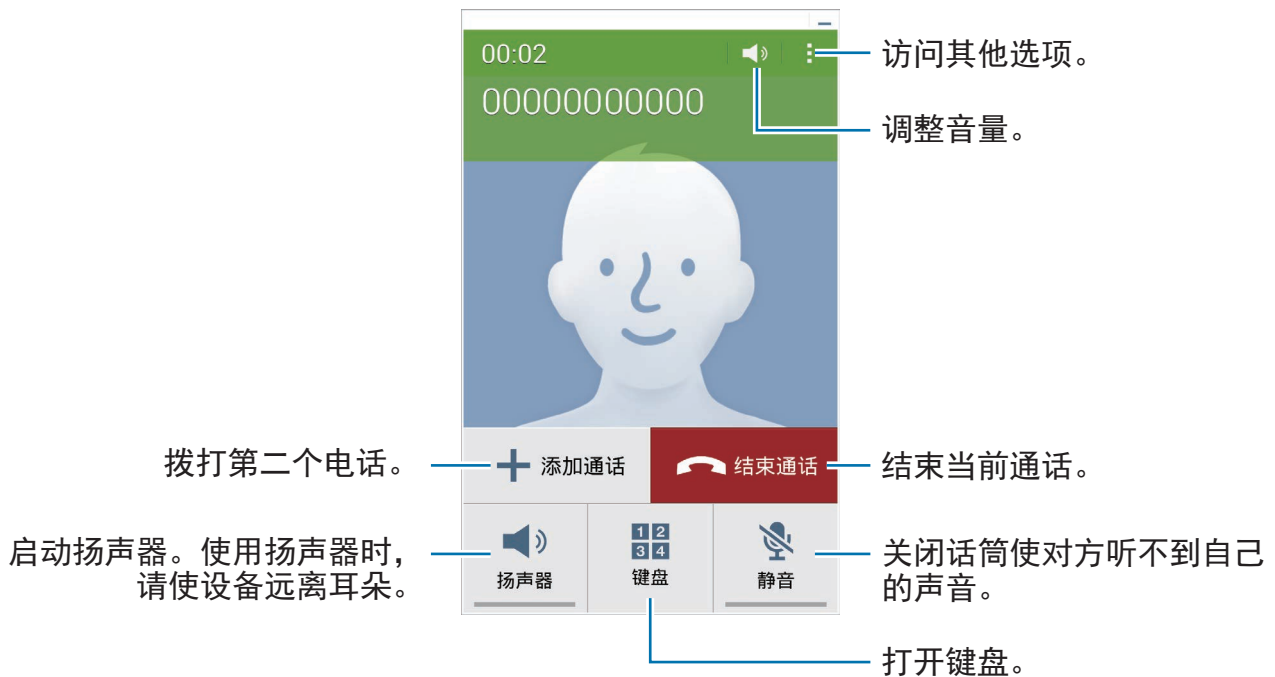 00:02
访问其他选项。
00000000000
调整音量。
拨打第二个电话。
添加通话
结束通话
结束当前通话。
启动扬声器。使用扬声器时，
请使设备远离耳朵。
扬声器
1 2
3 4
键盘
静音
关闭话筒使对方听不到自己
的声音。
打开键盘。